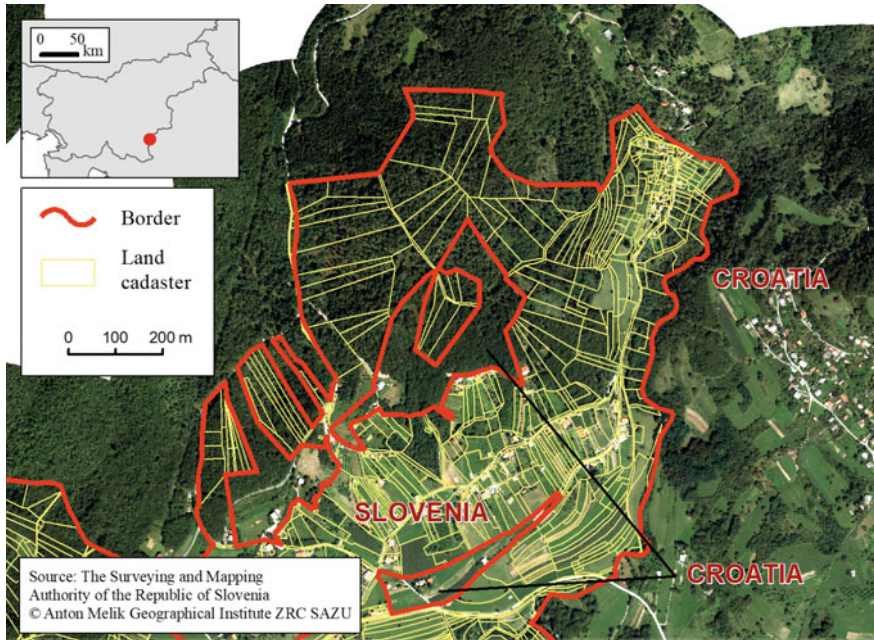 0 50
km
Border
Land
cadaster
0 100 200 m
CROATIA
SLOVENIA
CROATIA
Source: The Surveying and Mapping
Authority of the Republic of Slovenia
© Anton Melik Geographical Institute ZRC SAZU